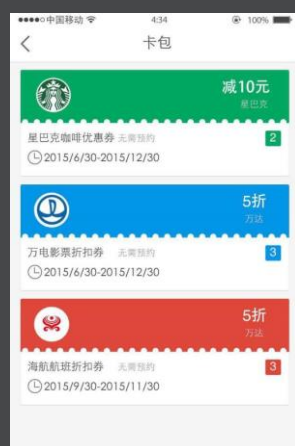 中国移动 4:34 100%
卡包
减10元
星巴克
星巴克咖啡优惠券 无需预约 2
2015/6/30-2015/12/30
5折
万达
万电影票折扣券 无需预约 3
2015/6/30-2015/12/30
5折
万达
海航航班折扣券 无需预约 3
2015/9/30-2015/11/30